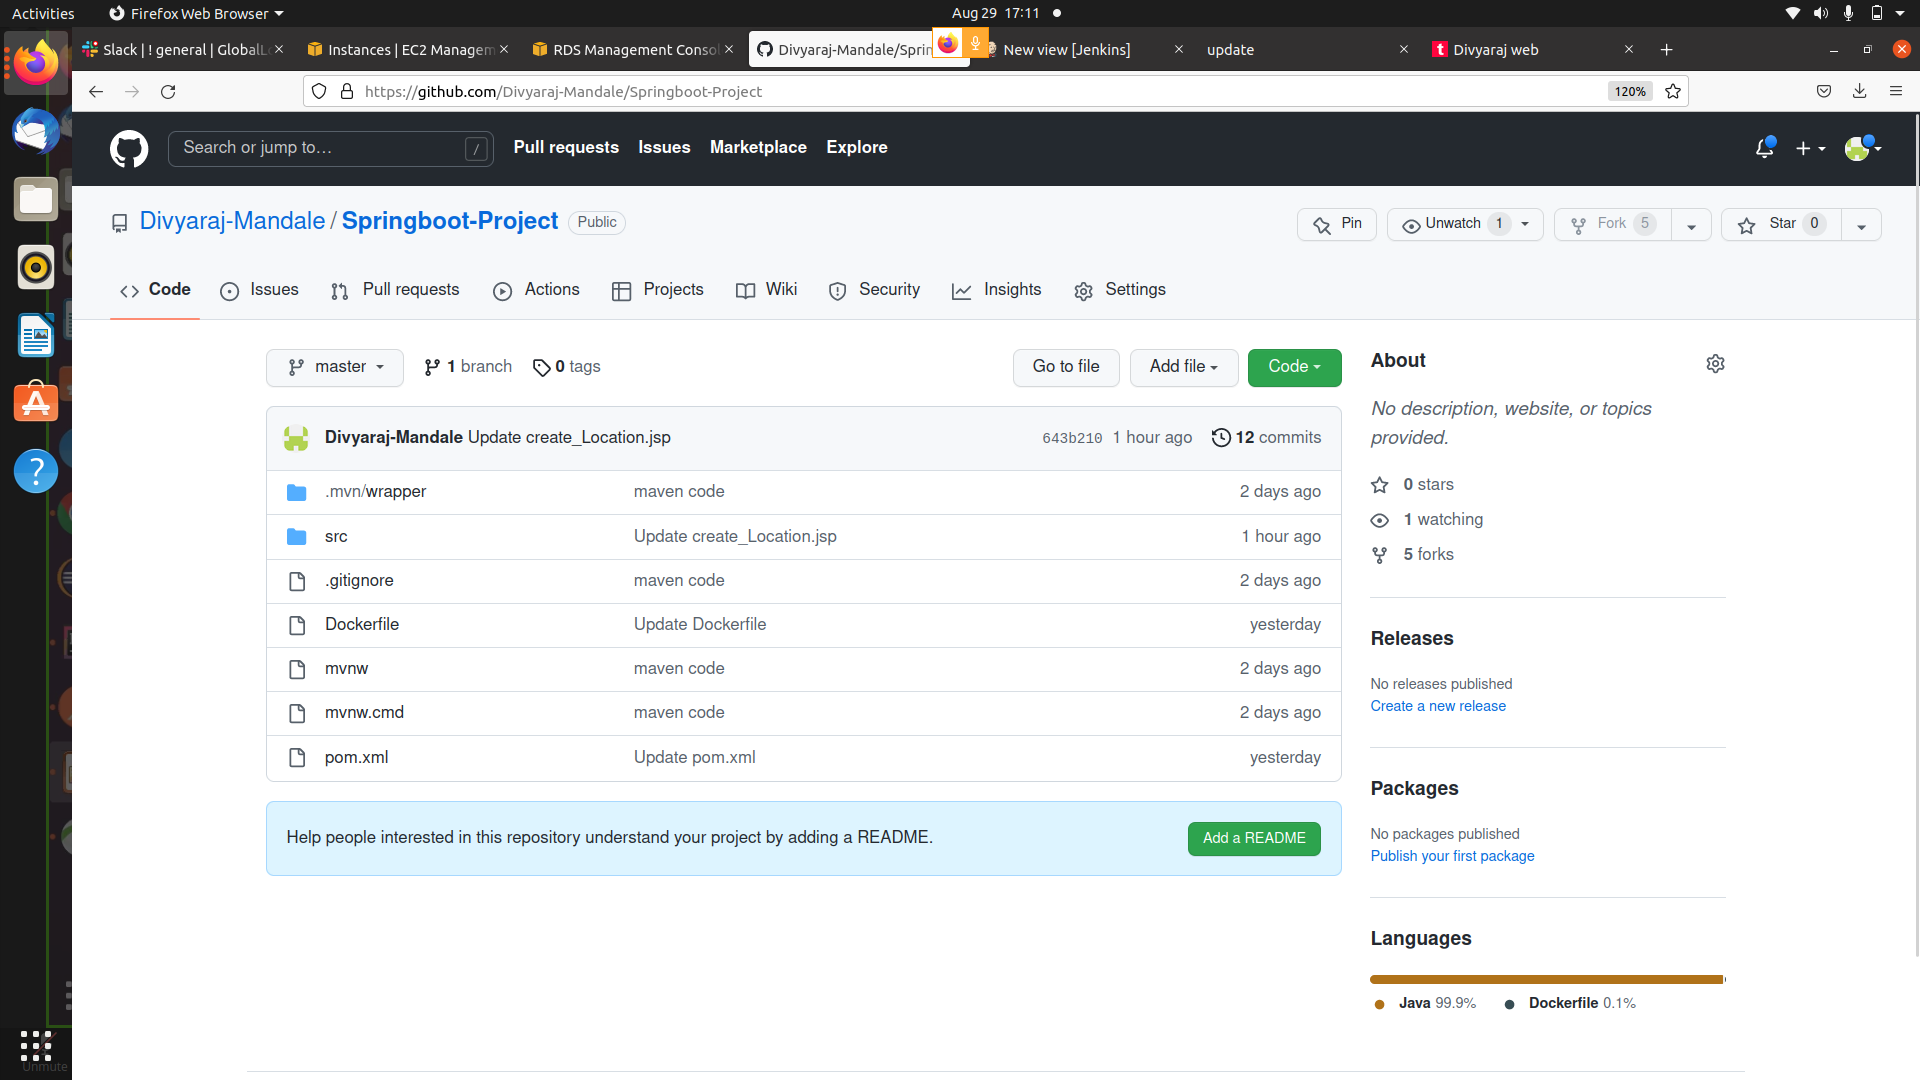 Activities Firefox Web Browser Aug 29 17:11
Slack | ! general | GlobalL Instances | EC2 Managem RDS Management Consol Divyaraj-Mandale/Sprin New view [Jenkins] update Divyaraj web
https://github.com/Divyaraj-Mandale/Springboot-Project 120%
Search or jump to… / Pull requests Issues Marketplace Explore
Divyaraj-Mandale / Springboot-Project Public Pin Unwatch 1 Fork 5 Star 0
Code Issues Pull requests Actions Projects Wiki Security Insights Settings
master 1 branch 0 tags Go to file Add file Code
Divyaraj-Mandale Update create_Location.jsp 643b210 1 hour ago 12 commits
.mvn/wrapper maven code 2 days ago
src Update create_Location.jsp 1 hour ago
.gitignore maven code 2 days ago
Dockerfile Update Dockerfile yesterday
mvnw maven code 2 days ago
mvnw.cmd maven code 2 days ago
pom.xml Update pom.xml yesterday
Help people interested in this repository understand your project by adding a README. Add a README
About
No description, website, or topics
provided.
0 stars
1 watching
5 forks
Releases
No releases published
Create a new release
Packages
No packages published
Publish your first package
Languages
Java 99.9% Dockerfile 0.1%
Unmute